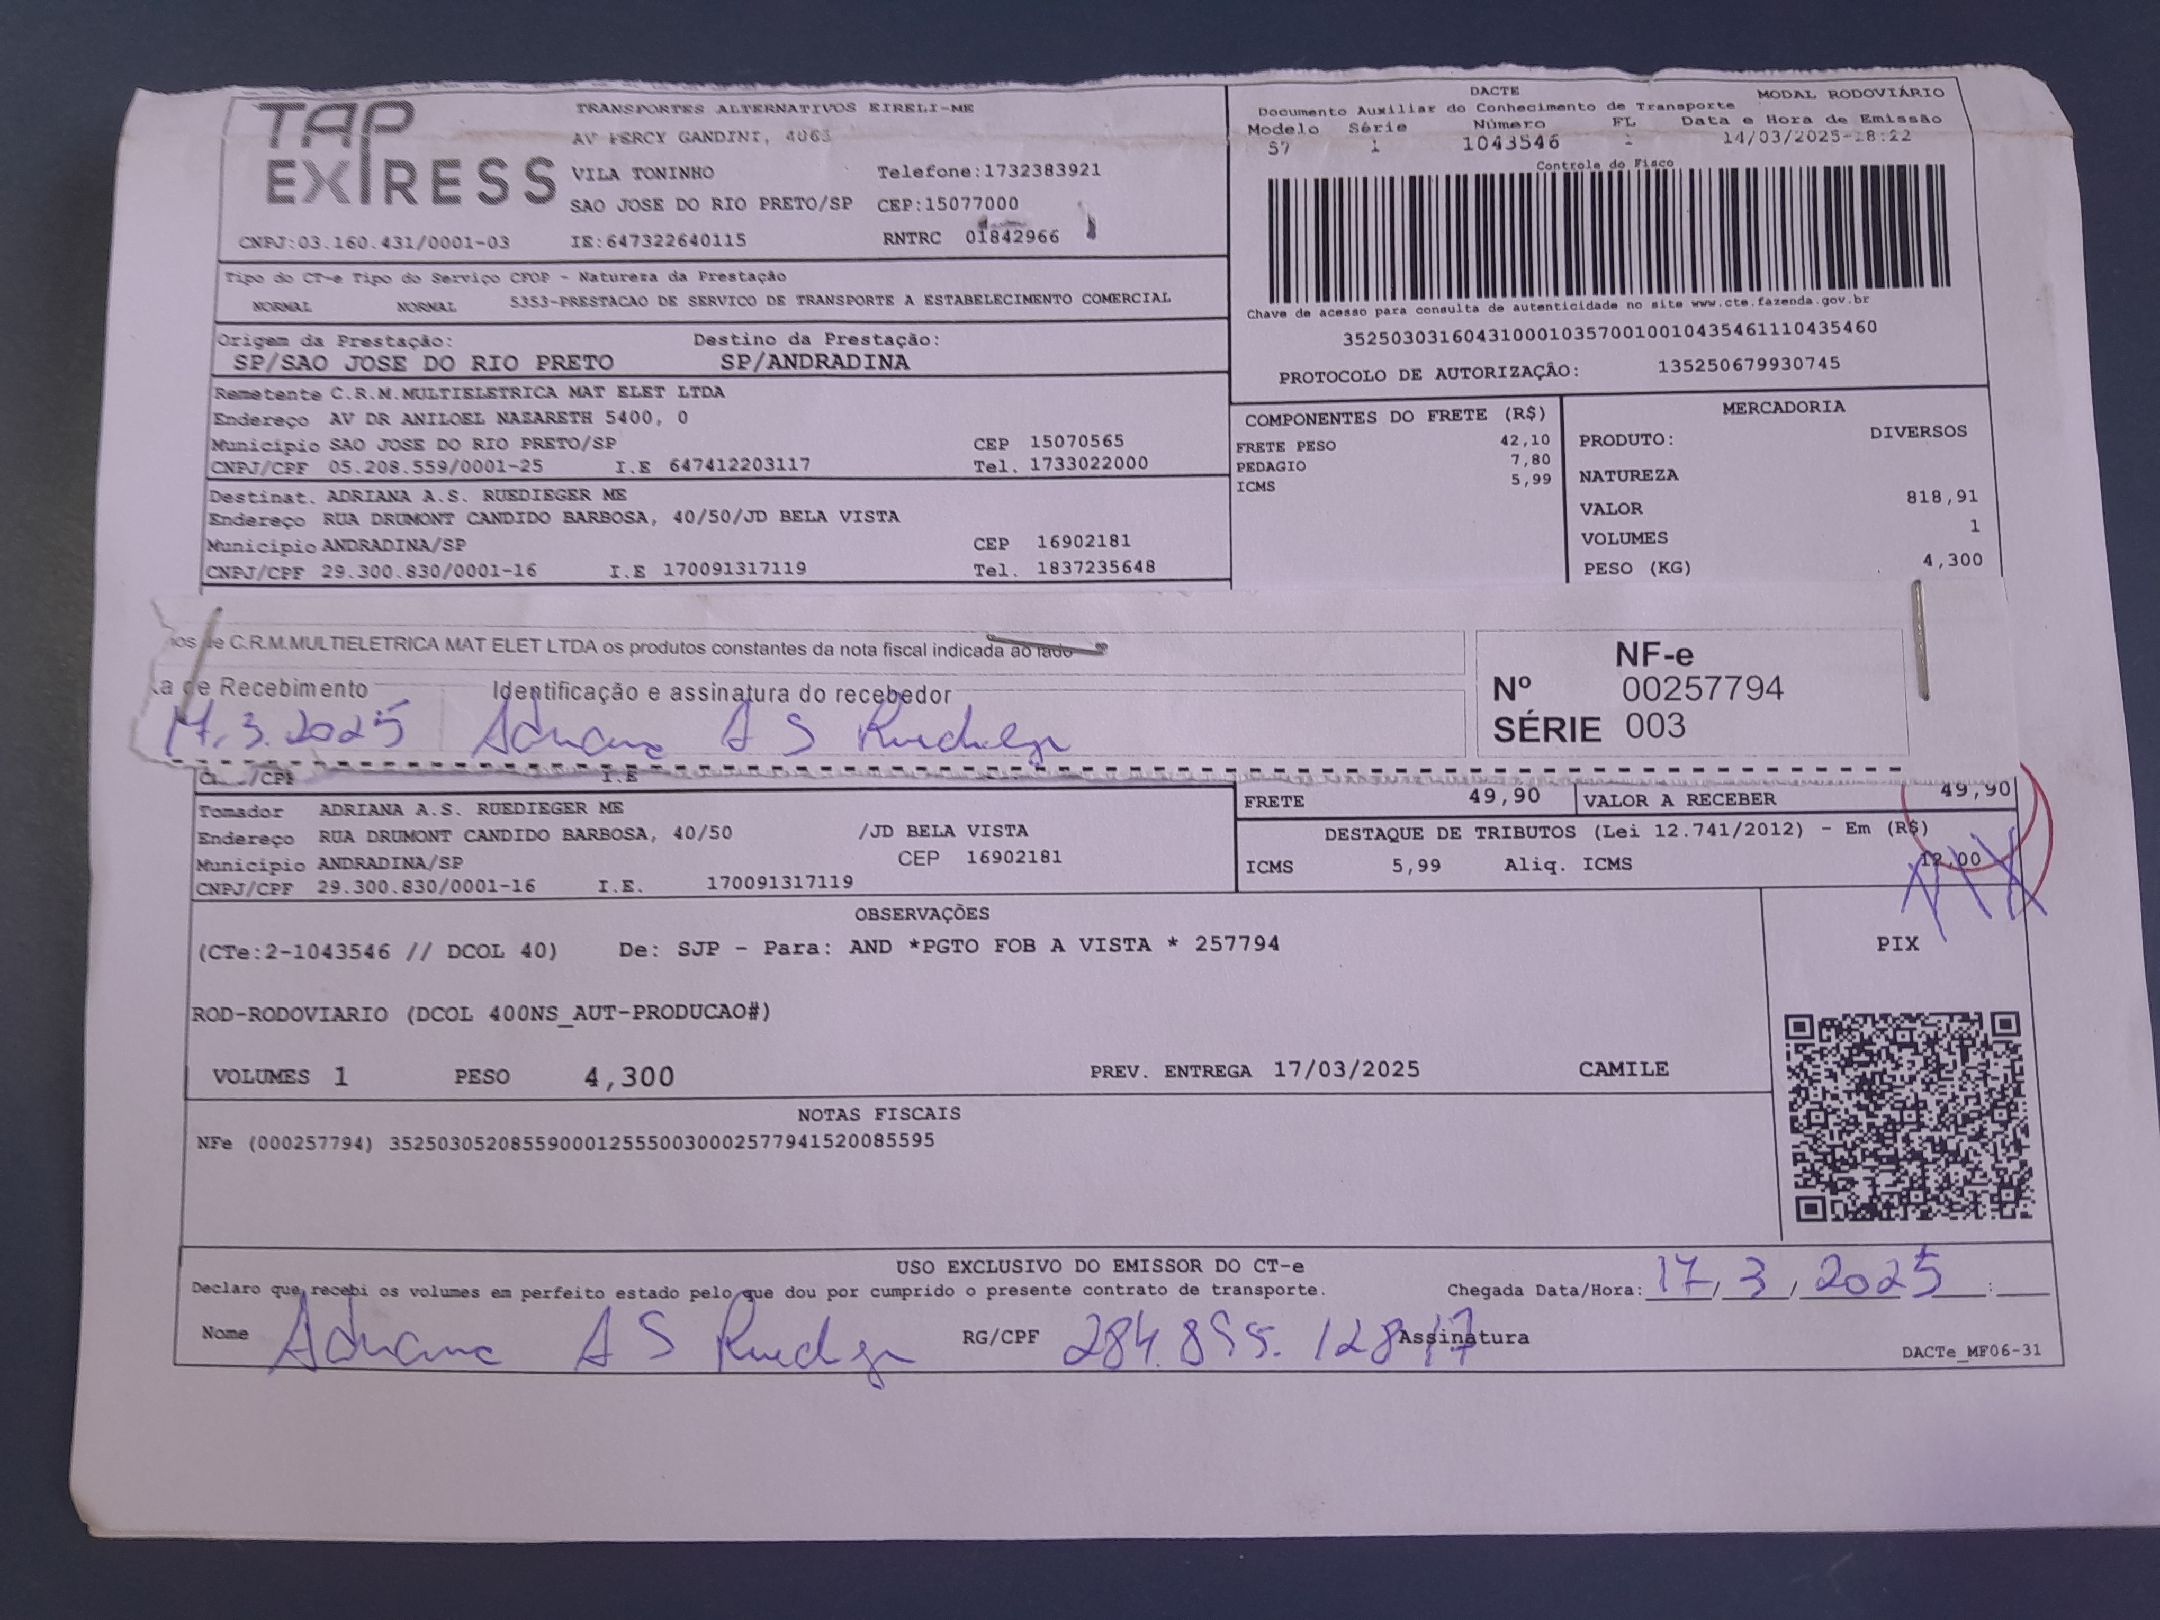 TAP EXPRESS
TRANSPORTES ALTERNATIVOS EIRELI-ME
AV PERCY GANDINI, 4063
VILA TONINHO Telefone:1732383921
SAO JOSE DO RIO PRETO/SP CEP:15077000
CNPJ:03.160.431/0001-03 IE:647322640115 RNTRC 01842966
DACTE MODAL RODOVIÁRIO
Documento Auxiliar do Conhecimento de Transporte
Modelo Série Número FL Data e Hora de Emissão
57 1 1043546 1 14/03/2025-18:22
Controle do Fisco
Chave de acesso para consulta de autenticidade no site www.cte.fazenda.gov.br
35250303160431000103570010010435461110435460
PROTOCOLO DE AUTORIZAÇÃO: 135250679930745
Tipo do CT-e Tipo do Serviço CFOP - Natureza da Prestação
NORMAL NORMAL 5353-PRESTACAO DE SERVICO DE TRANSPORTE A ESTABELECIMENTO COMERCIAL
Origem da Prestação: Destino da Prestação:
SP/SAO JOSE DO RIO PRETO SP/ANDRADINA
Remetente C.R.M.MULTIELETRICA MAT ELET LTDA
Endereço AV DR ANILOEL NAZARETH 5400, 0
Municipio SAO JOSE DO RIO PRETO/SP CEP 15070565
CNPJ/CPF 05.208.559/0001-25 I.E 647412203117 Tel. 1733022000
Destinat. ADRIANA A.S. RUEDIEGER ME
Endereço RUA DRUMONT CANDIDO BARBOSA, 40/50/JD BELA VISTA
Municipio ANDRADINA/SP CEP 16902181
CNPJ/CPF 29.300.830/0001-16 I.E 170091317119 Tel. 1837235648
COMPONENTES DO FRETE (R$)
FRETE PESO 42,10
PEDAGIO 7,80
ICMS 5,99
MERCADORIA
PRODUTO: DIVERSOS
NATUREZA
VALOR 818,91
VOLUMES 1
PESO (KG) 4,300
de C.R.M.MULTIELETRICA MAT ELET LTDA os produtos constantes da nota fiscal indicada ao lado
de Recebimento Identificação e assinatura do recebedor
17.3.2025 Adriana A S Ruedieger
NF-e
Nº 00257794
SÉRIE 003
/CPF I.E
Tomador ADRIANA A.S. RUEDIEGER ME
Endereço RUA DRUMONT CANDIDO BARBOSA, 40/50 /JD BELA VISTA
Municipio ANDRADINA/SP CEP 16902181
CNPJ/CPF 29.300.830/0001-16 I.E. 170091317119
FRETE 49,90 VALOR A RECEBER 49,90
DESTAQUE DE TRIBUTOS (Lei 12.741/2012) - Em (R$)
ICMS 5,99 Aliq. ICMS 12,00
OBSERVAÇÕES
(CTe:2-1043546 // DCOL 40) De: SJP - Para: AND *PGTO FOB A VISTA * 257794
ROD-RODOVIARIO (DCOL 400NS_AUT-PRODUCAO#)
VOLUMES 1 PESO 4,300 PREV. ENTREGA 17/03/2025 CAMILE
PIX
NOTAS FISCAIS
NFe (000257794) 35250305208559000125550030002577941520085595
USO EXCLUSIVO DO EMISSOR DO CT-e
Declaro que recebi os volumes em perfeito estado pelo que dou por cumprido o presente contrato de transporte. Chegada Data/Hora: 17/3/2025 :
Nome Adriana A S Ruedieger RG/CPF 284.895.128/17 Assinatura
DACTe_MF06-31